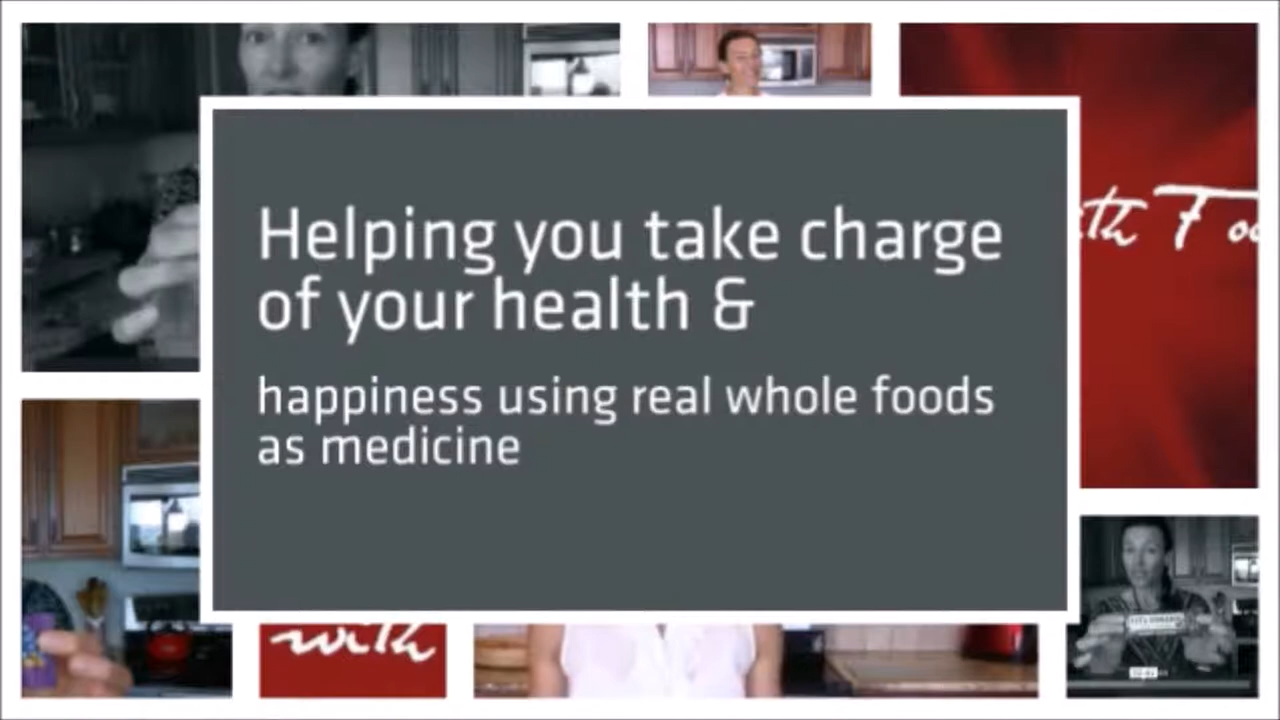 Helping you take charge
of your health &
happiness using real whole foods
as medicine
with